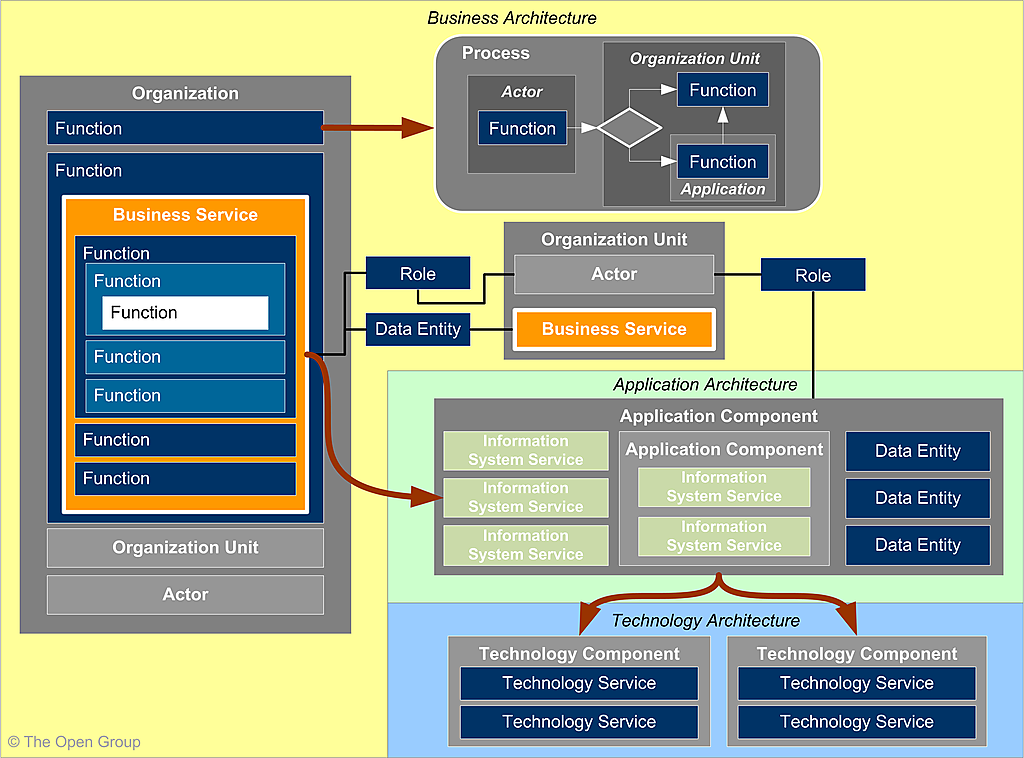 Business Architecture
Organization
Function
Function
Business Service
Function
Function
Function
Function
Function
Function
Function
Organization Unit
Actor
Process
Actor
Function
Organization Unit
Function
Function
Application
Role
Data Entity
Organization Unit
Actor
Business Service
Role
Application Architecture
Application Component
Information
System Service
Information
System Service
Information
System Service
Application Component
Information
System Service
Information
System Service
Data Entity
Data Entity
Data Entity
Technology Architecture
Technology Component
Technology Service
Technology Service
Technology Component
Technology Service
Technology Service
© The Open Group